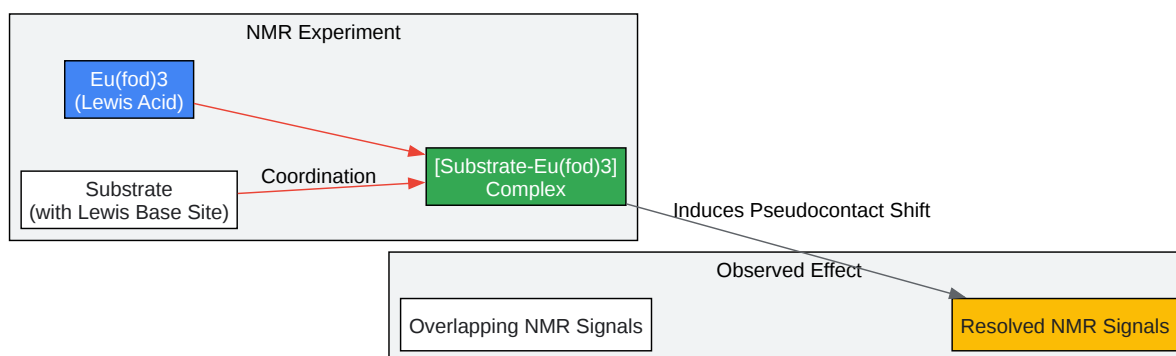 NMR Experiment
Eu(fod)3
(Lewis Acid)
Substrate
(with Lewis Base Site)
Coordination
[Substrate-Eu(fod)3]
Complex
Induces Pseudocontact Shift
Observed Effect
Overlapping NMR Signals
Resolved NMR Signals